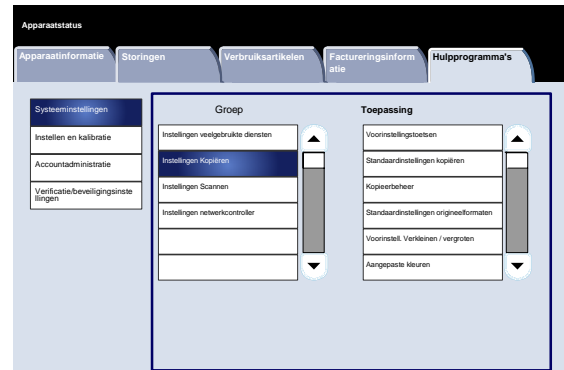 Apparaatstatus
Apparaatinformatie
Storingen
Verbruiksartikelen
Factureringsinform
atie
Hulpprogramma's
Systeeminstellingen
Instellen en kalibratie
Accountadministratie
Verificatie/beveiligingsinste
llingen
Groep
Instellingen veelgebruikte diensten
Instellingen Kopiëren
Instellingen Scannen
Instellingen netwerkcontroller
Toepassing
Voorinstellingstoetsen
Standaardinstellingen kopiëren
Kopieerbeheer
Standaardinstellingen origineelformaten
Voorinstell. Verkleinen / vergroten
Aangepaste kleuren